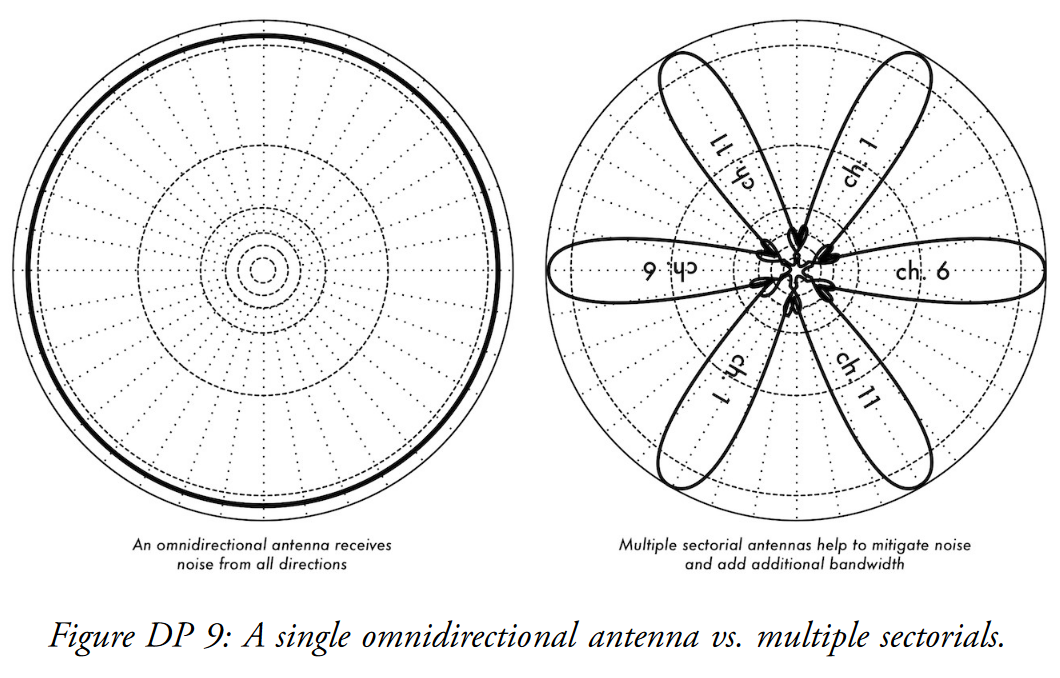 ch. 11
ch. 1
ch. 6
ch. 6
ch. 1
ch. 11
An omnidirectional antenna receives
noise from all directions
Multiple sectorial antennas help to mitigate noise
and add additional bandwidth
Figure DP 9: A single omnidirectional antenna vs. multiple sectorials.